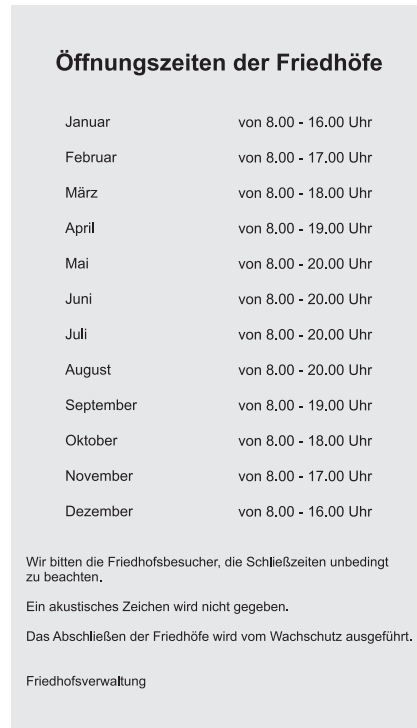 Öffnungszeiten der Friedhöfe
Januar von 8.00 - 16.00 Uhr
Februar von 8.00 - 17.00 Uhr
März von 8.00 - 18.00 Uhr
April von 8.00 - 19.00 Uhr
Mai von 8.00 - 20.00 Uhr
Juni von 8.00 - 20.00 Uhr
Juli von 8.00 - 20.00 Uhr
August von 8.00 - 20.00 Uhr
September von 8.00 - 19.00 Uhr
Oktober von 8.00 - 18.00 Uhr
November von 8.00 - 17.00 Uhr
Dezember von 8.00 - 16.00 Uhr
Wir bitten die Friedhofsbesucher, die Schließzeiten unbedingt
zu beachten.
Ein akustisches Zeichen wird nicht gegeben.
Das Abschließen der Friedhöfe wird vom Wachschutz ausgeführt.
Friedhofsverwaltung